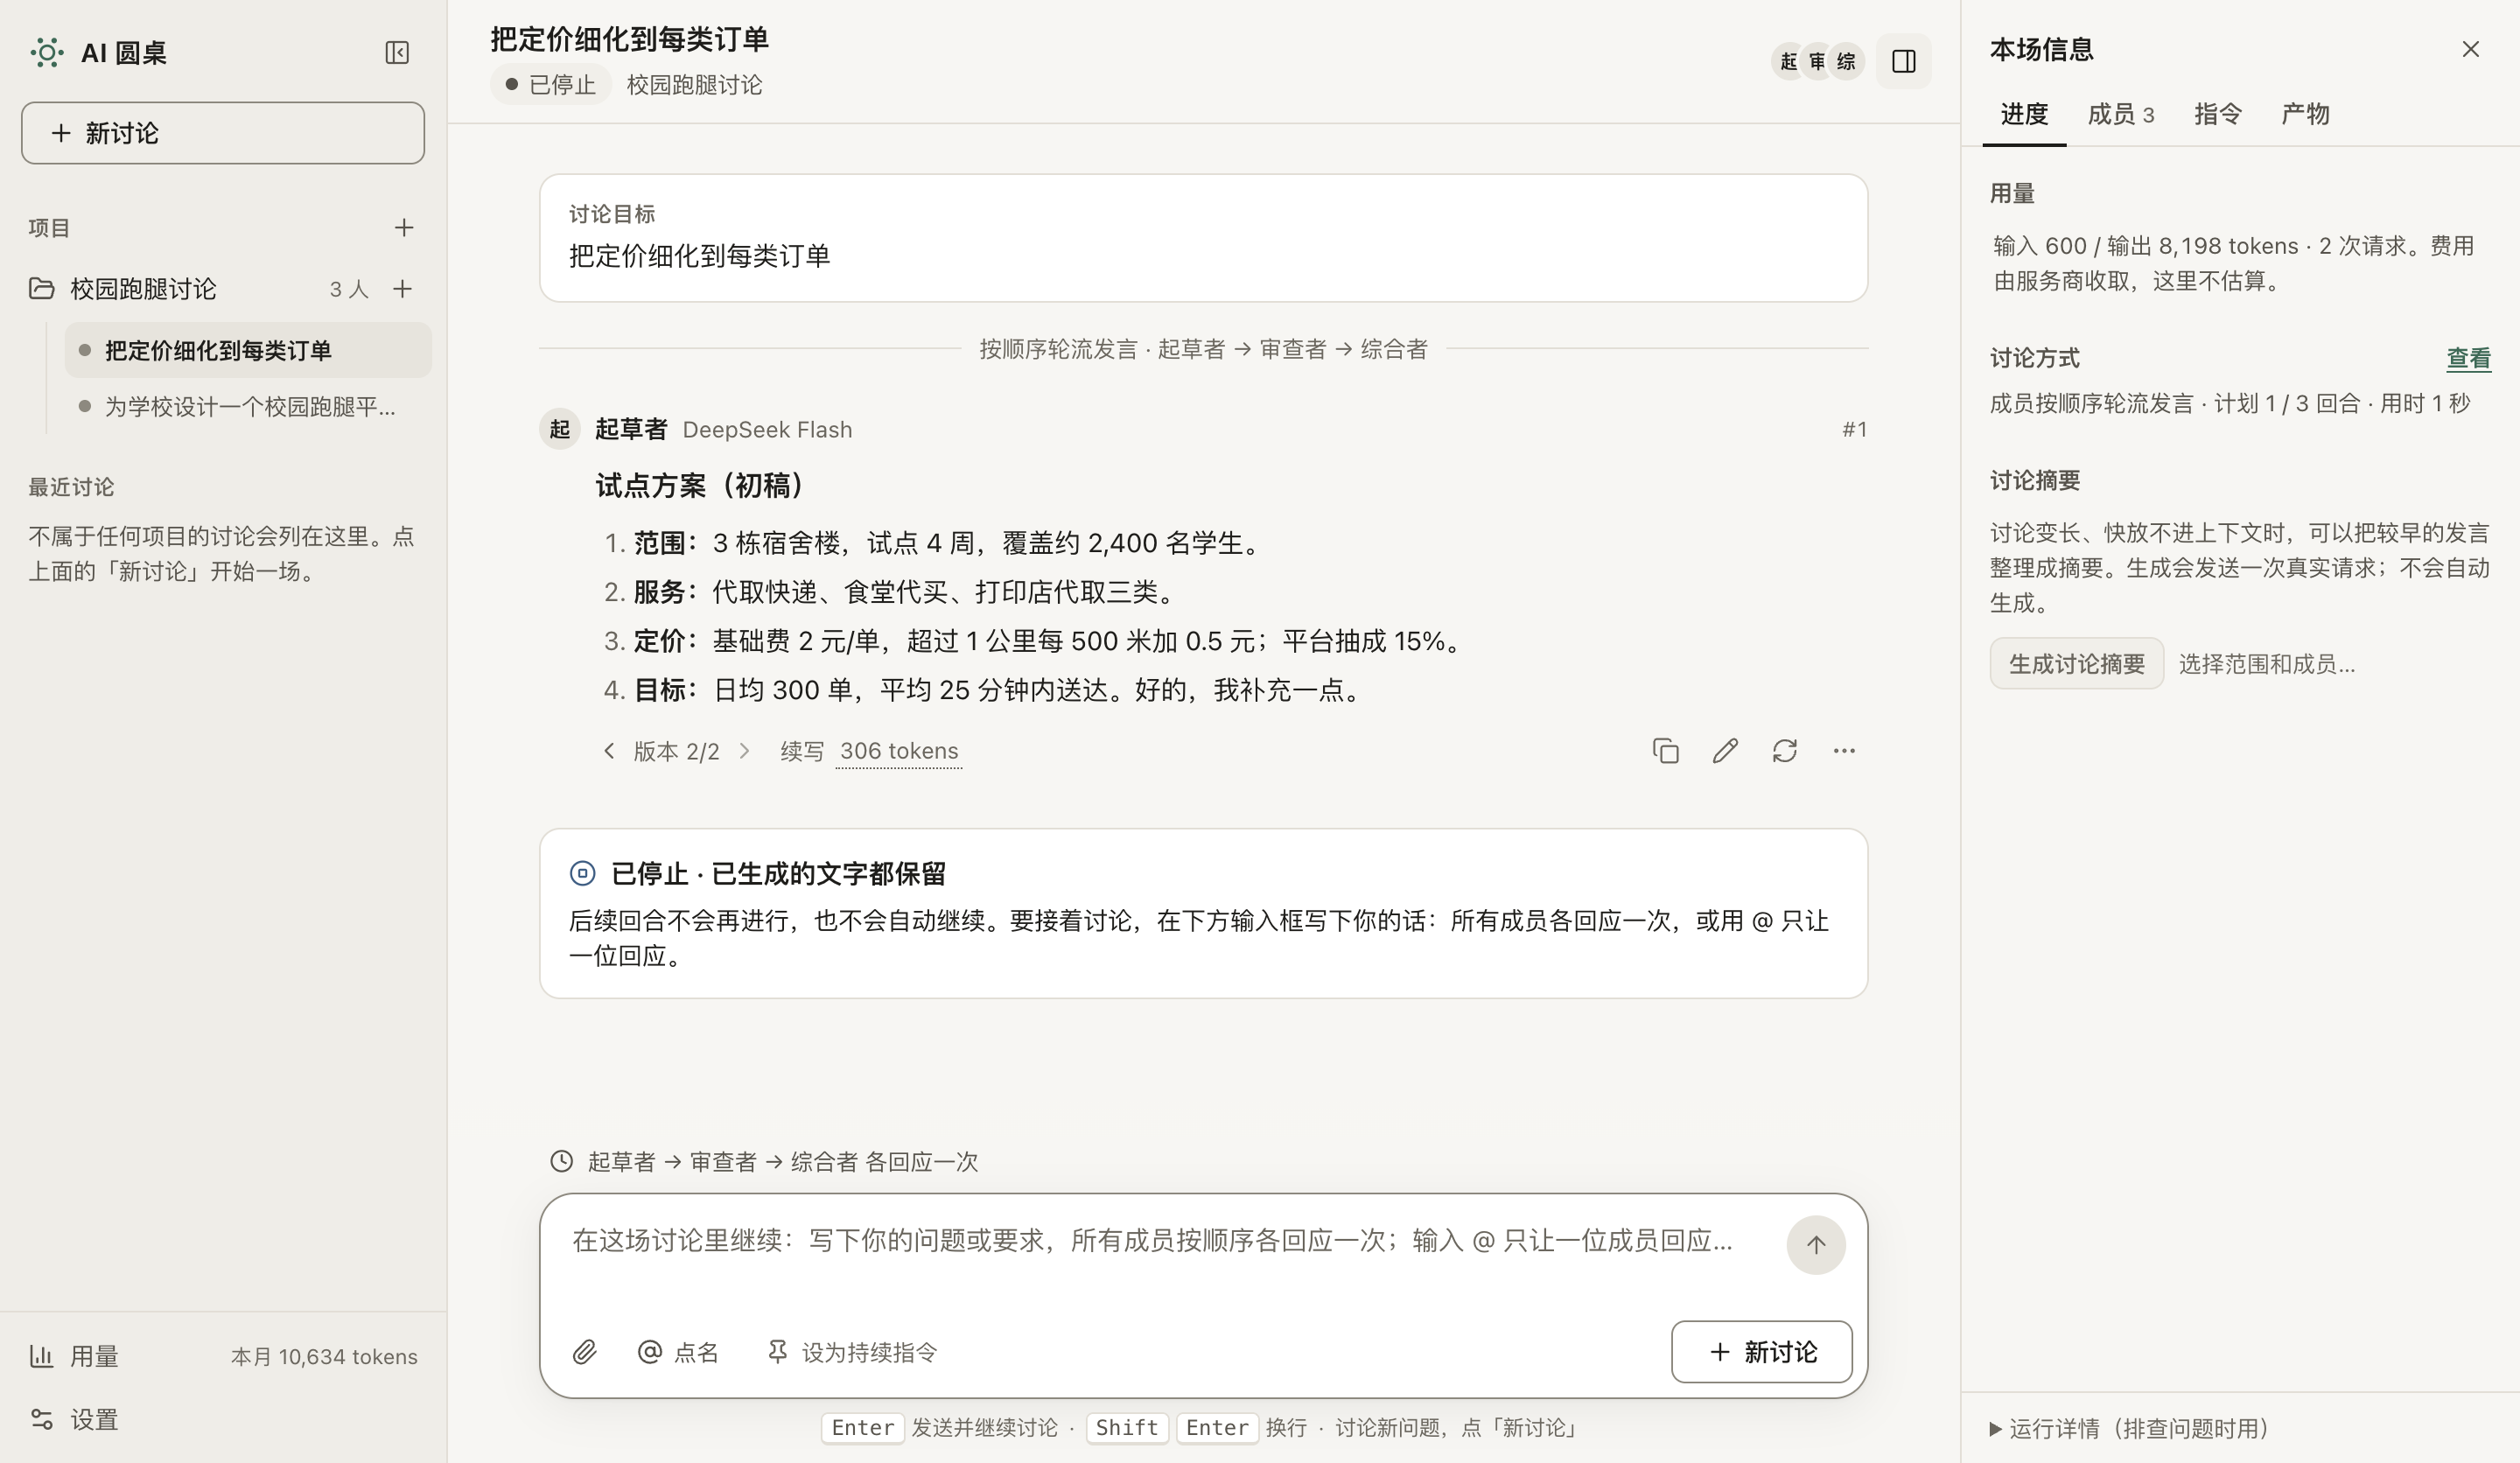 AI 圆桌
新讨论
项目
校园跑腿讨论 3 人
把定价细化到每类订单
为学校设计一个校园跑腿平...
最近讨论
不属于任何项目的讨论会列在这里。点
上面的「新讨论」开始一场。
用量 本月 10,634 tokens
设置
把定价细化到每类订单
已停止 校园跑腿讨论
起 审 综
讨论目标
把定价细化到每类订单
按顺序轮流发言 · 起草者 → 审查者 → 综合者
起 起草者 DeepSeek Flash #1
试点方案（初稿）
1. 范围：3 栋宿舍楼，试点 4 周，覆盖约 2,400 名学生。
2. 服务：代取快递、食堂代买、打印店代取三类。
3. 定价：基础费 2 元/单，超过 1 公里每 500 米加 0.5 元；平台抽成 15%。
4. 目标：日均 300 单，平均 25 分钟内送达。好的，我补充一点。
版本 2/2 续写 306 tokens
已停止 · 已生成的文字都保留
后续回合不会再进行，也不会自动继续。要接着讨论，在下方输入框写下你的话：所有成员各回应一次，或用 @ 只让
一位回应。
起草者 → 审查者 → 综合者 各回应一次
在这场讨论里继续：写下你的问题或要求，所有成员按顺序各回应一次；输入 @ 只让一位成员回应...
点名 设为持续指令 新讨论
Enter 发送并继续讨论 · Shift Enter 换行 · 讨论新问题，点「新讨论」
本场信息
进度 成员 3 指令 产物
用量
输入 600 / 输出 8,198 tokens · 2 次请求。费用
由服务商收取，这里不估算。
讨论方式 查看
成员按顺序轮流发言 · 计划 1 / 3 回合 · 用时 1 秒
讨论摘要
讨论变长、快放不进上下文时，可以把较早的发言
整理成摘要。生成会发送一次真实请求；不会自动
生成。
生成讨论摘要 选择范围和成员...
运行详情（排查问题时用）